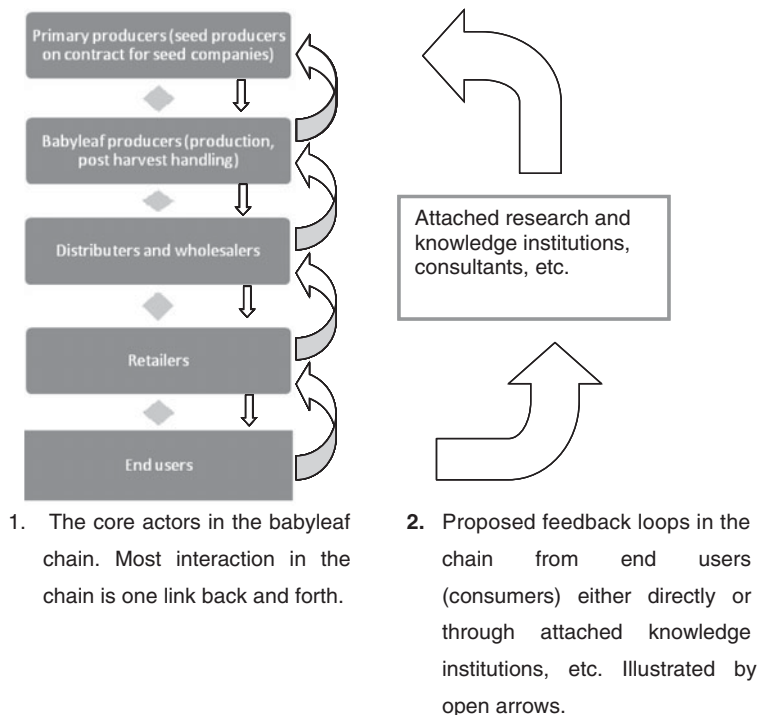 Primary producers (seed producers
on contract for seed companies)
Babyleaf producers (production,
post harvest handling)
Distributers and wholesalers
Retailers
End users
Attached research and
knowledge institutions,
consultants, etc.
1. The core actors in the babyleaf
chain. Most interaction in the
chain is one link back and forth.
2. Proposed feedback loops in the
chain from end users
(consumers) either directly or
through attached knowledge
institutions, etc. Illustrated by
open arrows.